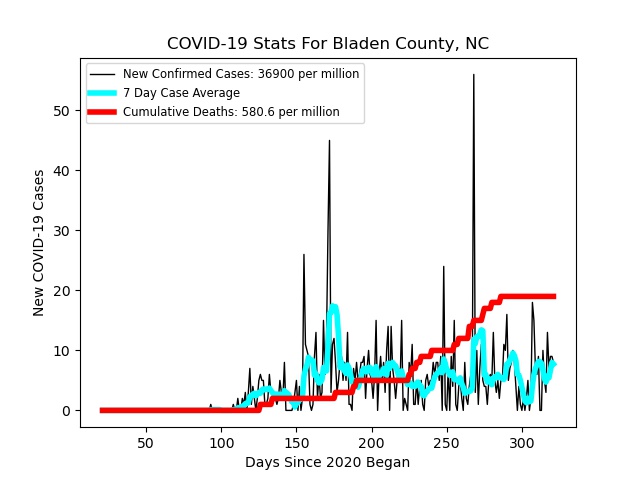 COVID-19 Stats For Bladen County, NC
New Confirmed Cases: 36900 per million
7 Day Case Average
Cumulative Deaths: 580.6 per million
New COVID-19 Cases
50
40
30
20
10
0
50 100 150 200 250 300
Days Since 2020 Began